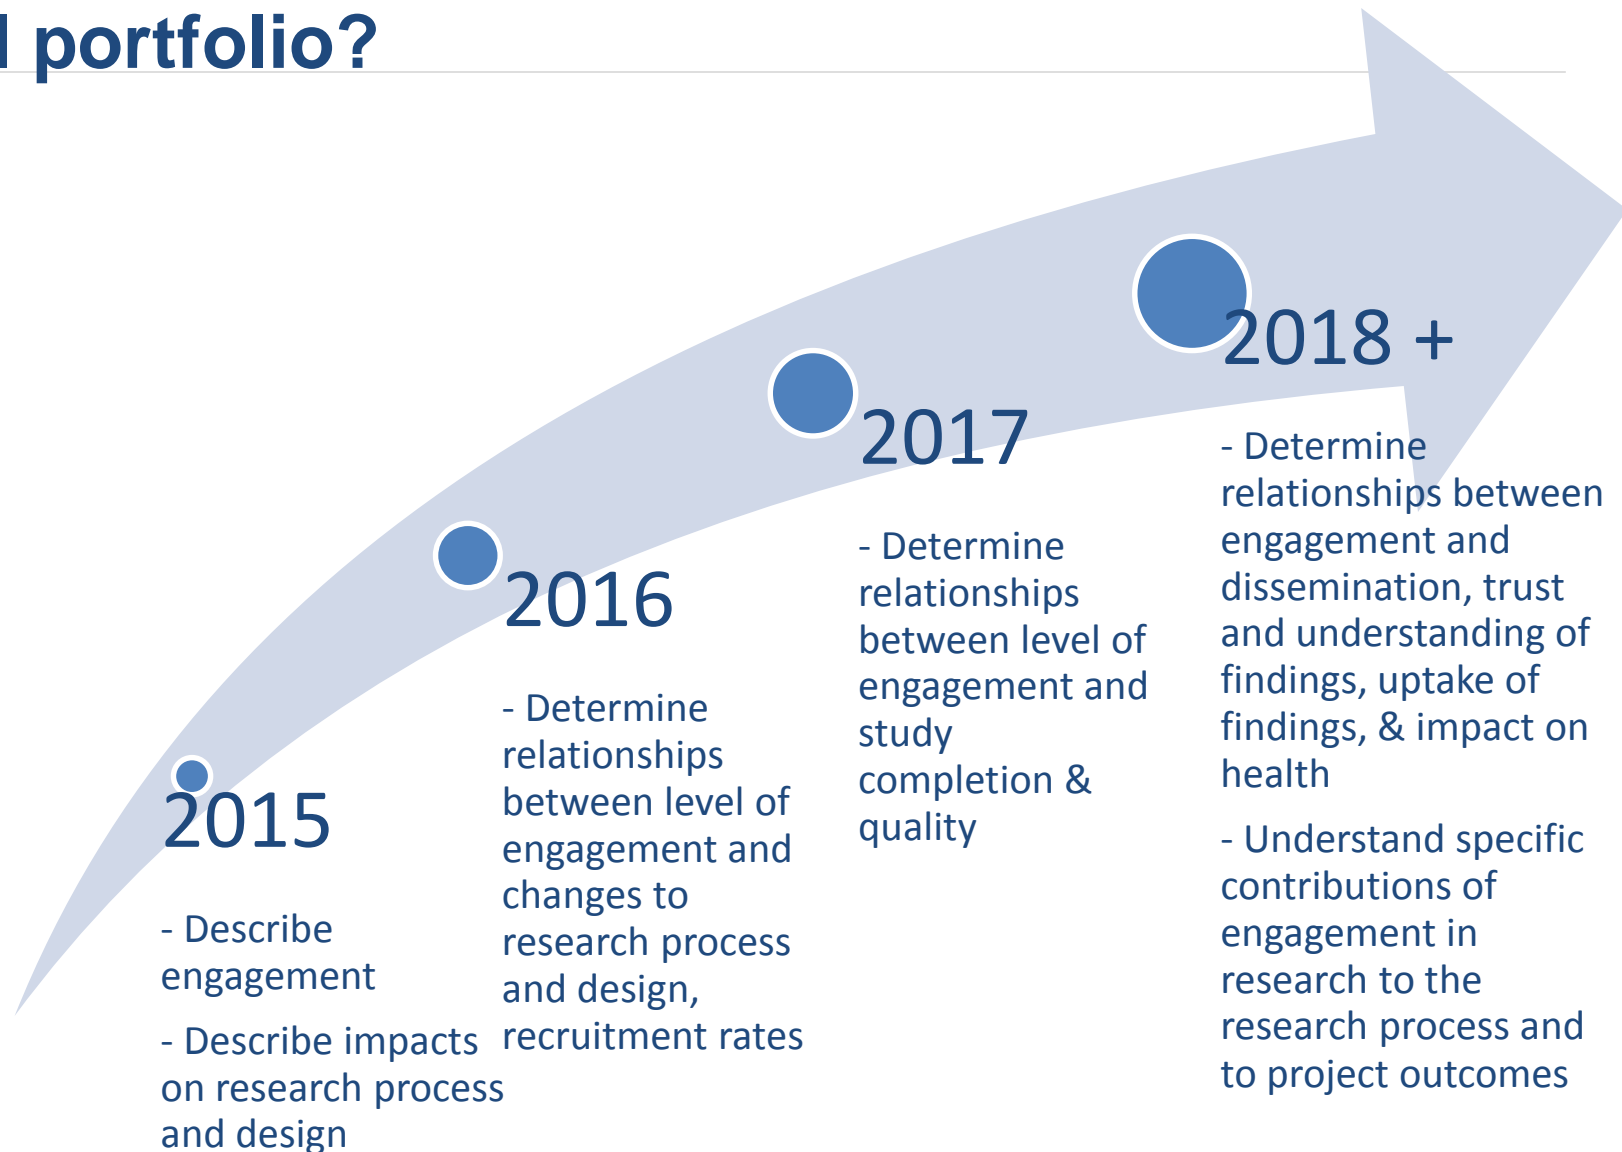 portfolio?
2015
- Describe
engagement
- Describe impacts
on research process
and design
2016
- Determine
relationships
between level of
engagement and
changes to
research process
and design,
recruitment rates
2017
- Determine
relationships
between level of
engagement and
study
completion &
quality
2018 +
- Determine
relationships between
engagement and
dissemination, trust
and understanding of
findings, uptake of
findings, & impact on
health
- Understand specific
contributions of
engagement in
research to the
research process and
to project outcomes